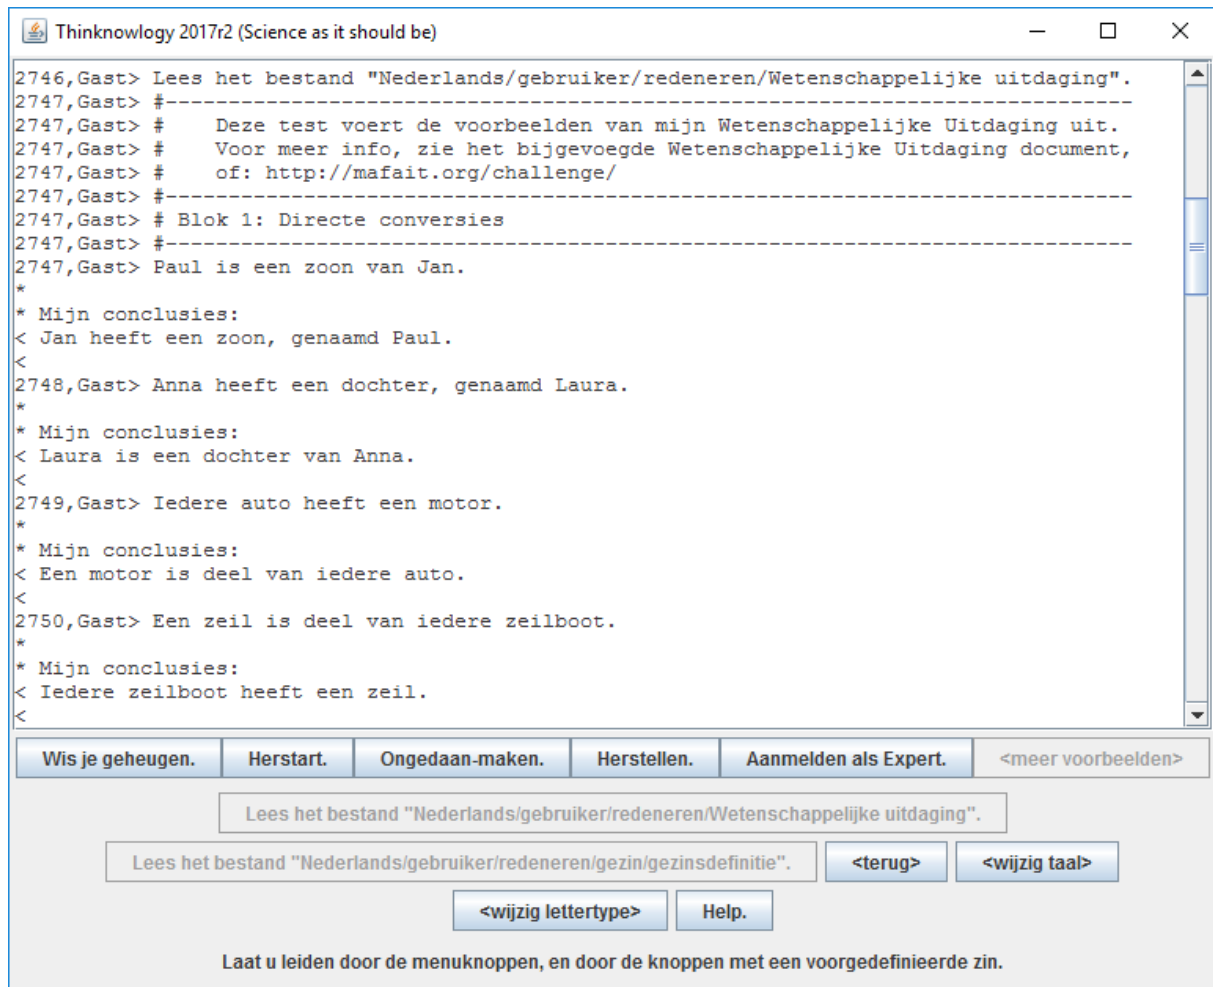 Thinknowlogy 2017r2 (Science as it should be)
2746,Gast> Lees het bestand "Nederlands/gebruiker/redeneren/Wetenschappelijke uitdaging".
2747,Gast> #--------------------------------------------------------------------------
2747,Gast> #    Deze test voert de voorbeelden van mijn Wetenschappelijke Uitdaging uit.
2747,Gast> #    Voor meer info, zie het bijgevoegde Wetenschappelijke Uitdaging document,
2747,Gast> #    of: http://mafait.org/challenge/
2747,Gast> #--------------------------------------------------------------------------
2747,Gast> # Blok 1: Directe conversies
2747,Gast> #--------------------------------------------------------------------------
2747,Gast> Paul is een zoon van Jan.
*
* Mijn conclusies:
< Jan heeft een zoon, genaamd Paul.
<
2748,Gast> Anna heeft een dochter, genaamd Laura.
*
* Mijn conclusies:
< Laura is een dochter van Anna.
<
2749,Gast> Iedere auto heeft een motor.
*
* Mijn conclusies:
< Een motor is deel van iedere auto.
<
2750,Gast> Een zeil is deel van iedere zeilboot.
*
* Mijn conclusies:
< Iedere zeilboot heeft een zeil.
<
Wis je geheugen. Herstart. Ongedaan-maken. Herstellen. Aanmelden als Expert. <meer voorbeelden>
Lees het bestand "Nederlands/gebruiker/redeneren/Wetenschappelijke uitdaging".
Lees het bestand "Nederlands/gebruiker/redeneren/gezin/gezinsdefinitie". <terug> <wijzig taal>
<wijzig lettertype> Help.
Laat u leiden door de menuknoppen, en door de knoppen met een voorgedefinieerde zin.